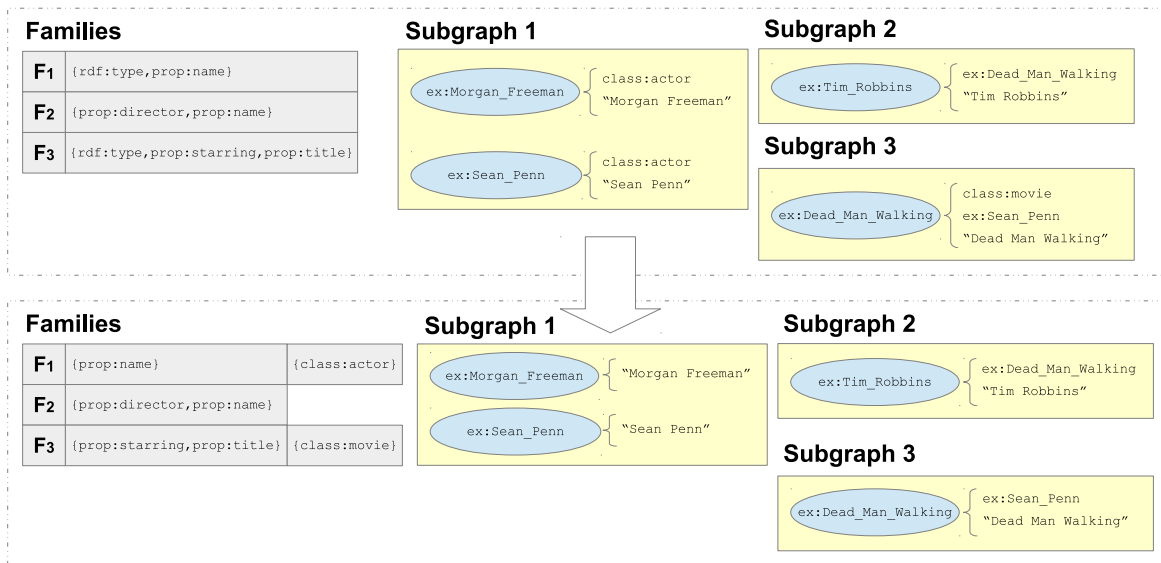 Families
F1 {rdf:type,prop:name}
F2 {prop:director,prop:name}
F3 {rdf:type,prop:starring,prop:title}
Subgraph 1
ex:Morgan_Freeman
class:actor
“Morgan Freeman”
ex:Sean_Penn
class:actor
“Sean Penn”
Subgraph 2
ex:Tim_Robbins
ex:Dead_Man_Walking
“Tim Robbins”
Subgraph 3
ex:Dead_Man_Walking
class:movie
ex:Sean_Penn
“Dead Man Walking”
Families
F1 {prop:name} {class:actor}
F2 {prop:director,prop:name}
F3 {prop:starring,prop:title} {class:movie}
Subgraph 1
ex:Morgan_Freeman
“Morgan Freeman”
ex:Sean_Penn
“Sean Penn”
Subgraph 2
ex:Tim_Robbins
ex:Dead_Man_Walking
“Tim Robbins”
Subgraph 3
ex:Dead_Man_Walking
ex:Sean_Penn
“Dead Man Walking”